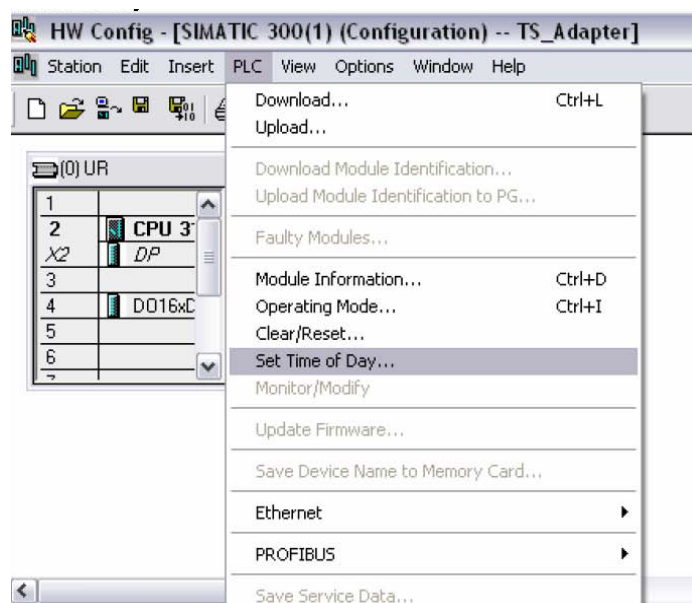 HW Config - [SIMATIC 300(1) (Configuration) -- TS_Adapter]
Station Edit Insert PLC View Options Window Help
Download... Ctrl+L
Upload...
Download Module Identification...
Upload Module Identification to PG...
Faulty Modules...
Module Information... Ctrl+D
Operating Mode... Ctrl+I
Clear/Reset...
Set Time of Day...
Monitor/Modify
Update Firmware...
Save Device Name to Memory Card...
Ethernet
PROFIBUS
Save Service Data...
(0) UR
1
2 CPU 3
X2 DP
3
4 DO16xD
5
6